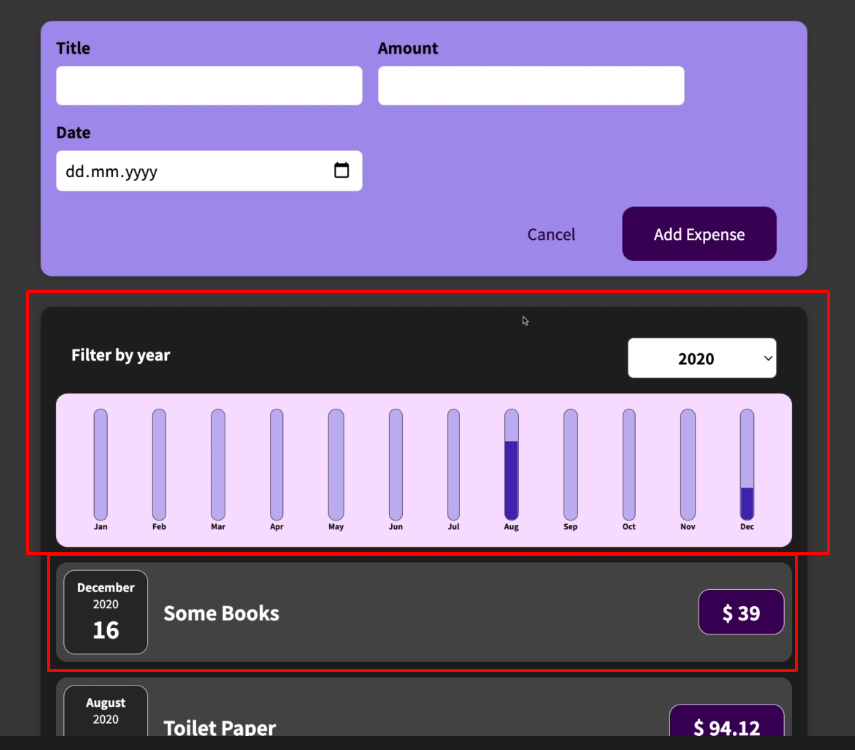 Title Amount
Date
dd.mm.yyyy
Cancel Add Expense
Filter by year 2020
Jan Feb Mar Apr May Jun Jul Aug Sep Oct Nov Dec
December
2020
16
Some Books
$ 39
August
2020
Toilet Paper
$ 94.12